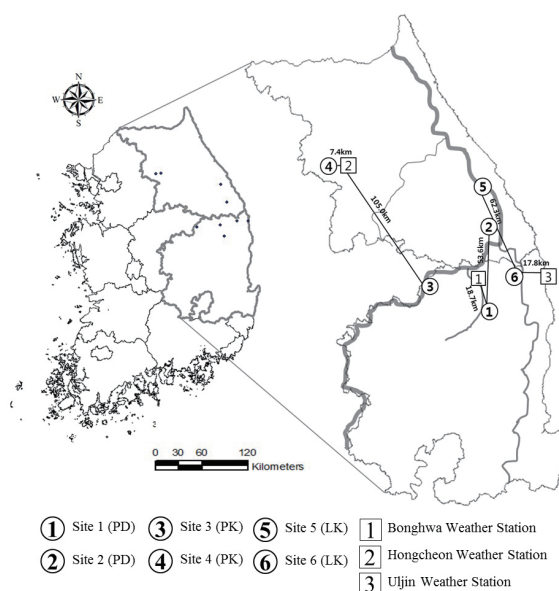 N
W E
S
7.4km
4 2
105.0km
5
62.3km
2
63.6km
17.8km
3 1 6 3
18.7km
1
0 30 60 120
Kilometers
1 Site 1 (PD) 3 Site 3 (PK) 5 Site 5 (LK) 1 Bonghwa Weather Station
2 Site 2 (PD) 4 Site 4 (PK) 6 Site 6 (LK) 2 Hongcheon Weather Station
3 Uljin Weather Station